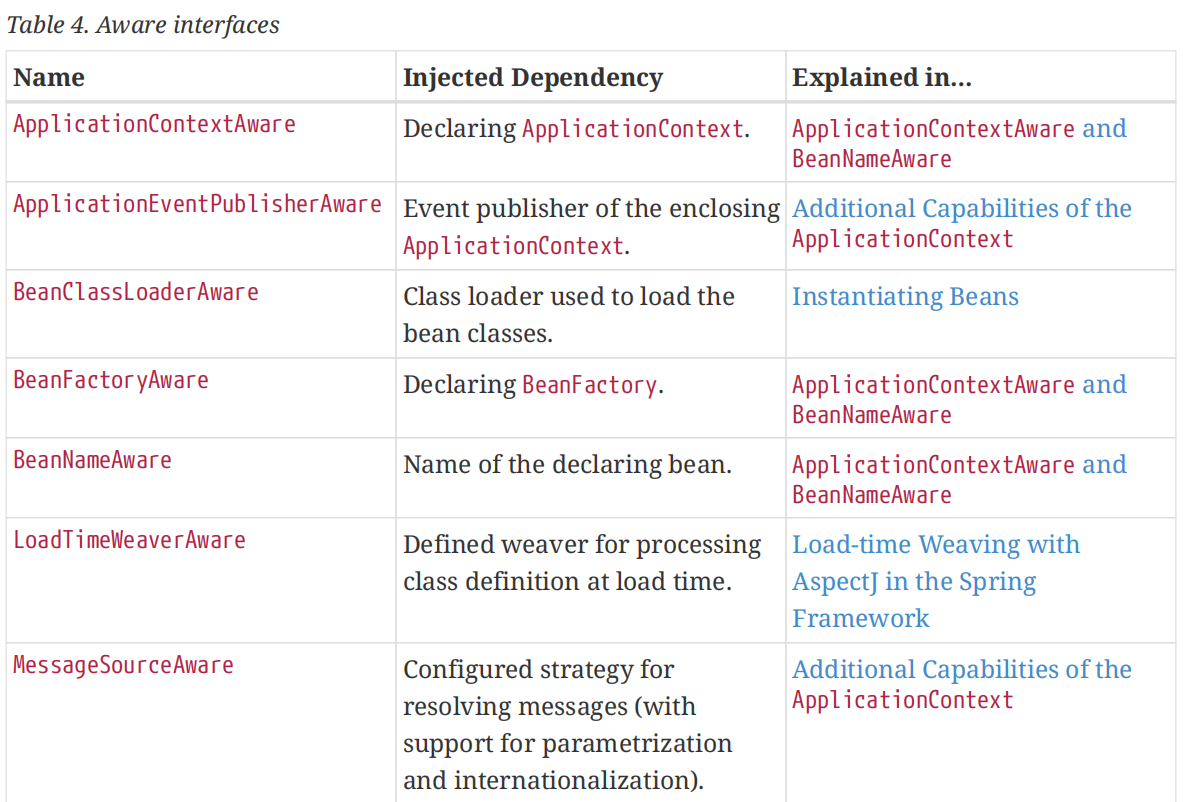 Table 4. Aware interfaces
Name Injected Dependency Explained in...
ApplicationContextAware Declaring ApplicationContext. ApplicationContextAware and
BeanNameAware
ApplicationEventPublisherAware Event publisher of the enclosing Additional Capabilities of the
ApplicationContext. ApplicationContext
BeanClassLoaderAware Class loader used to load the Instantiating Beans
bean classes.
BeanFactoryAware Declaring BeanFactory. ApplicationContextAware and
BeanNameAware
BeanNameAware Name of the declaring bean. ApplicationContextAware and
BeanNameAware
LoadTimeWeaverAware Defined weaver for processing Load-time Weaving with
class definition at load time. AspectJ in the Spring
Framework
MessageSourceAware Configured strategy for Additional Capabilities of the
resolving messages (with ApplicationContext
support for parametrization
and internationalization).